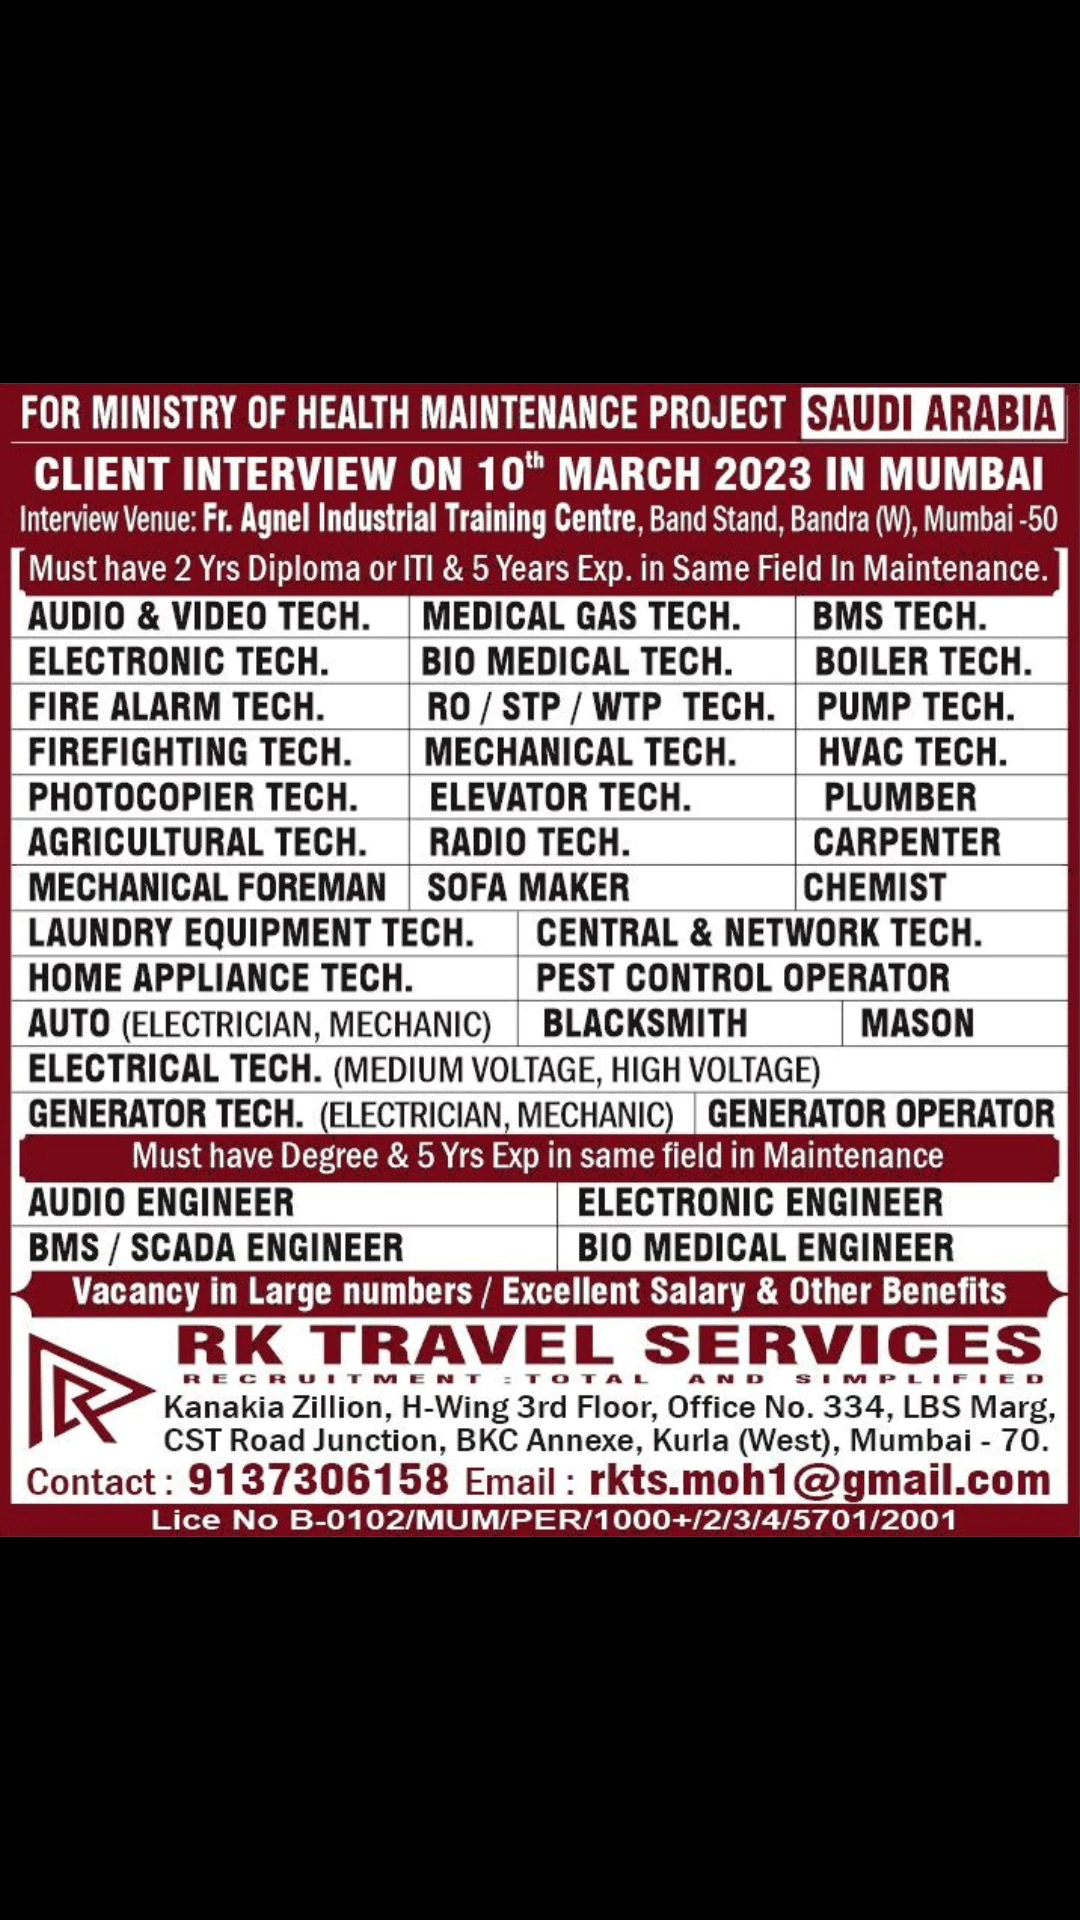 FOR MINISTRY OF HEALTH MAINTENANCE PROJECT SAUDI ARABIA
CLIENT INTERVIEW ON 10th MARCH 2023 IN MUMBAI
Interview Venue: Fr. Agnel Industrial Training Centre, Band Stand, Bandra (W), Mumbai -50
Must have 2 Yrs Diploma or ITI & 5 Years Exp. in Same Field In Maintenance.
AUDIO & VIDEO TECH. MEDICAL GAS TECH. BMS TECH.
ELECTRONIC TECH. BIO MEDICAL TECH. BOILER TECH.
FIRE ALARM TECH. RO / STP / WTP TECH. PUMP TECH.
FIREFIGHTING TECH. MECHANICAL TECH. HVAC TECH.
PHOTOCOPIER TECH. ELEVATOR TECH. PLUMBER
AGRICULTURAL TECH. RADIO TECH. CARPENTER
MECHANICAL FOREMAN SOFA MAKER CHEMIST
LAUNDRY EQUIPMENT TECH. CENTRAL & NETWORK TECH.
HOME APPLIANCE TECH. PEST CONTROL OPERATOR
AUTO (ELECTRICIAN, MECHANIC) BLACKSMITH MASON
ELECTRICAL TECH. (MEDIUM VOLTAGE, HIGH VOLTAGE)
GENERATOR TECH. (ELECTRICIAN, MECHANIC) GENERATOR OPERATOR
Must have Degree & 5 Yrs Exp in same field in Maintenance
AUDIO ENGINEER ELECTRONIC ENGINEER
BMS / SCADA ENGINEER BIO MEDICAL ENGINEER
Vacancy in Large numbers / Excellent Salary & Other Benefits
RK TRAVEL SERVICES
RECRUITMENT : TOTAL AND SIMPLIFIED
Kanakia Zillion, H-Wing 3rd Floor, Office No. 334, LBS Marg,
CST Road Junction, BKC Annexe, Kurla (West), Mumbai - 70.
Contact : 9137306158 Email : rkts.moh1@gmail.com
Lice No B-0102/MUM/PER/1000+/2/3/4/5701/2001